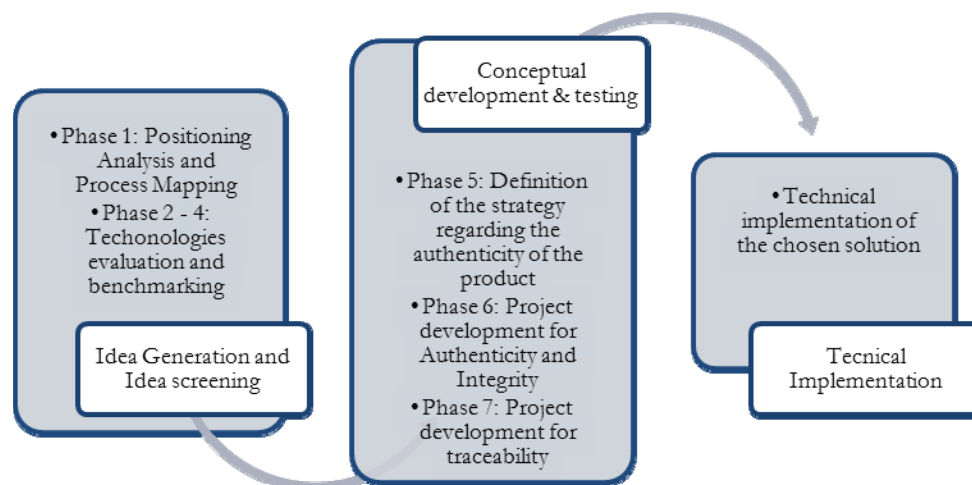 • Phase 1: Positioning
Analysis and
Process Mapping
• Phase 2 - 4:
Techonologies
evaluation and
benchmarking
Idea Generation and
Idea screening
Conceptual
development & testing
• Phase 5: Definition
of the strategy
regarding the
authenticity of the
product
• Phase 6: Project
development for
Authenticity and
Integrity
• Phase 7: Project
development for
traceability
• Technical
implementation of
the chosen solution
Tecnical
Implementation